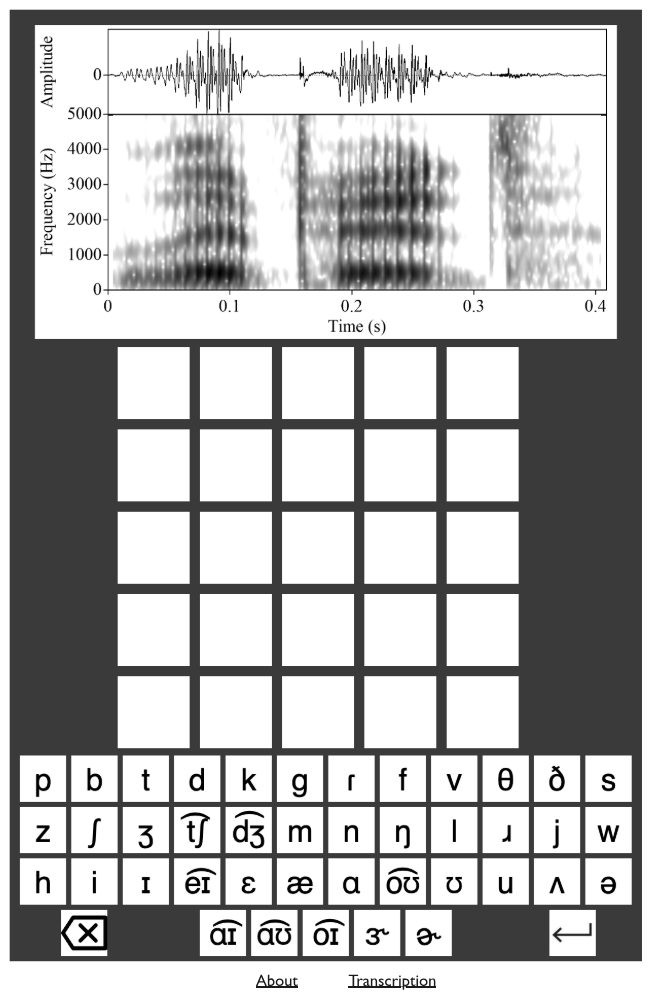 Amplitude
0
5000
4000
3000
2000
1000
0
Frequency (Hz)
0 0.1 0.2 0.3 0.4
Time (s)
p b t d k g ɾ f v θ ð s
z ʃ ʒ t͡ʃ d͡ʒ m n ŋ l ɹ j w
h i ɪ e͡ɪ ɛ æ ɑ o͡ʊ ʊ u ʌ ə
a͡ɪ a͡ʊ ɔ͡ɪ ɝ ɚ
About Transcription